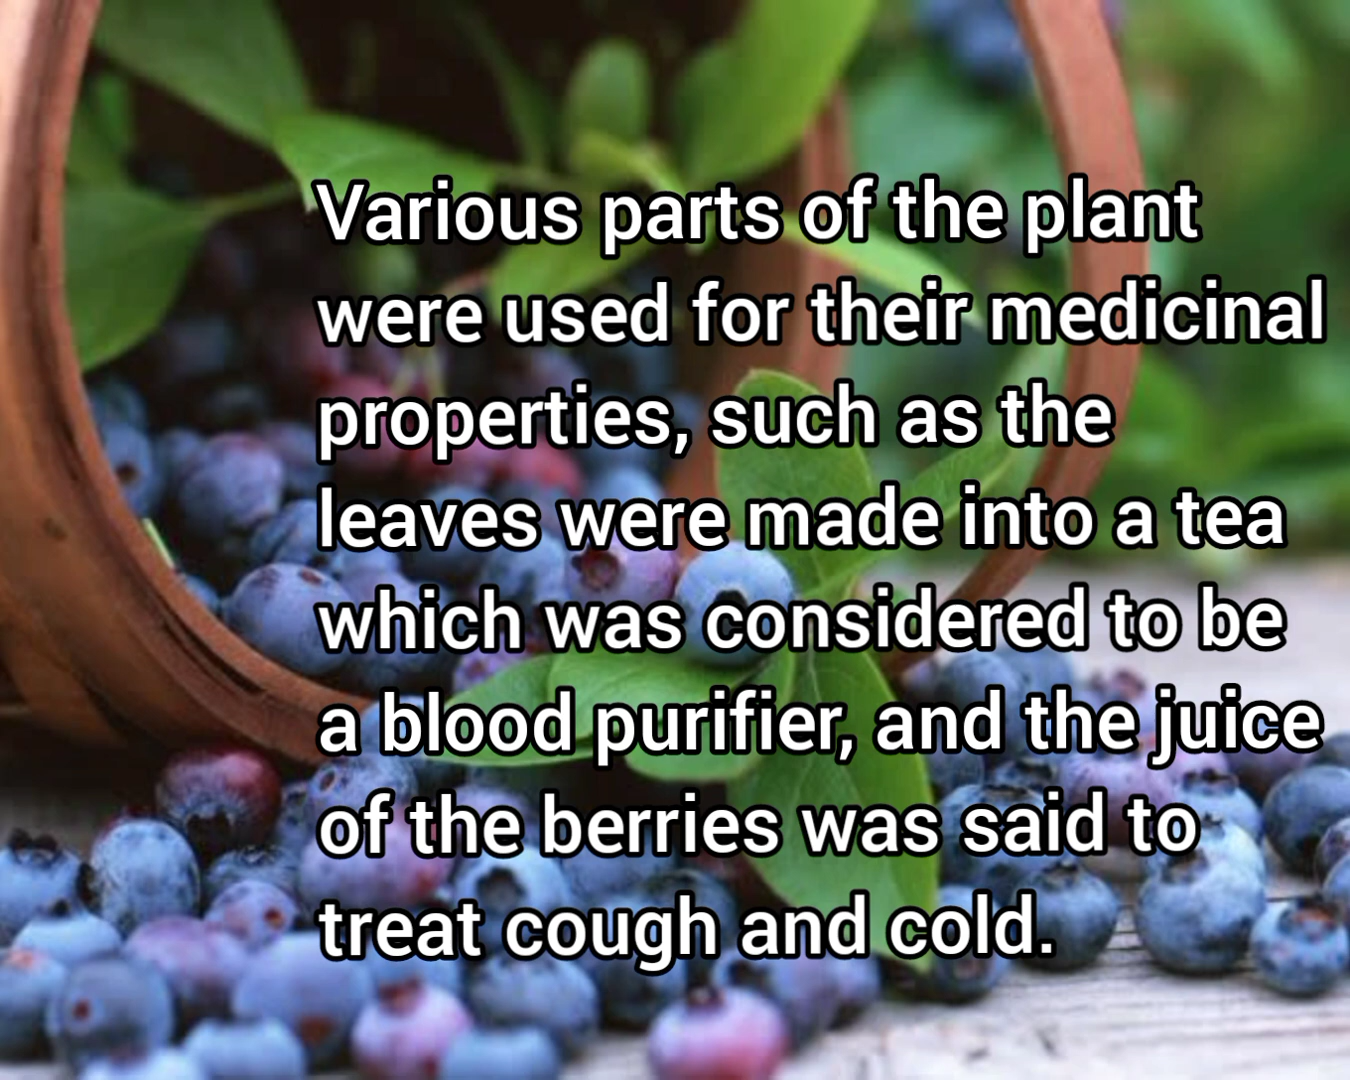 Various parts of the plant
were used for their medicinal
properties, such as the
leaves were made into a tea
which was considered to be
a blood purifier, and the juice
of the berries was said to
treat cough and cold.